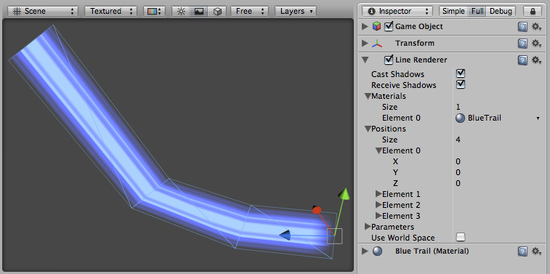 Scene
Textured
Free
Layers
Inspector
Simple Full Debug
Game Object
Transform
Line Renderer
Cast Shadows
Receive Shadows
Materials
Size 1
Element 0 BlueTrail
Positions
Size 4
Element 0
X 0
Y 0
Z 0
Element 1
Element 2
Element 3
Parameters
Use World Space
Blue Trail (Material)